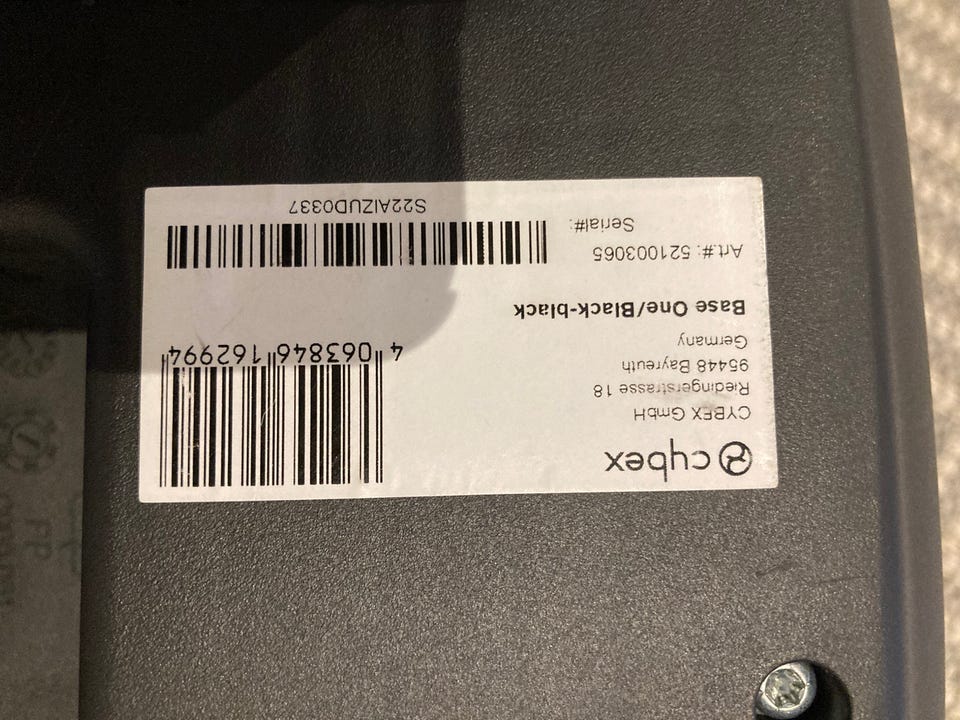 cybex
CYBEX GmbH
Riedingerstrasse 18
95448 Bayreuth
Germany
4 063846 162994
Base One/Black-black
Art.#: 521003065
Serial#:
S22AIZUD0337